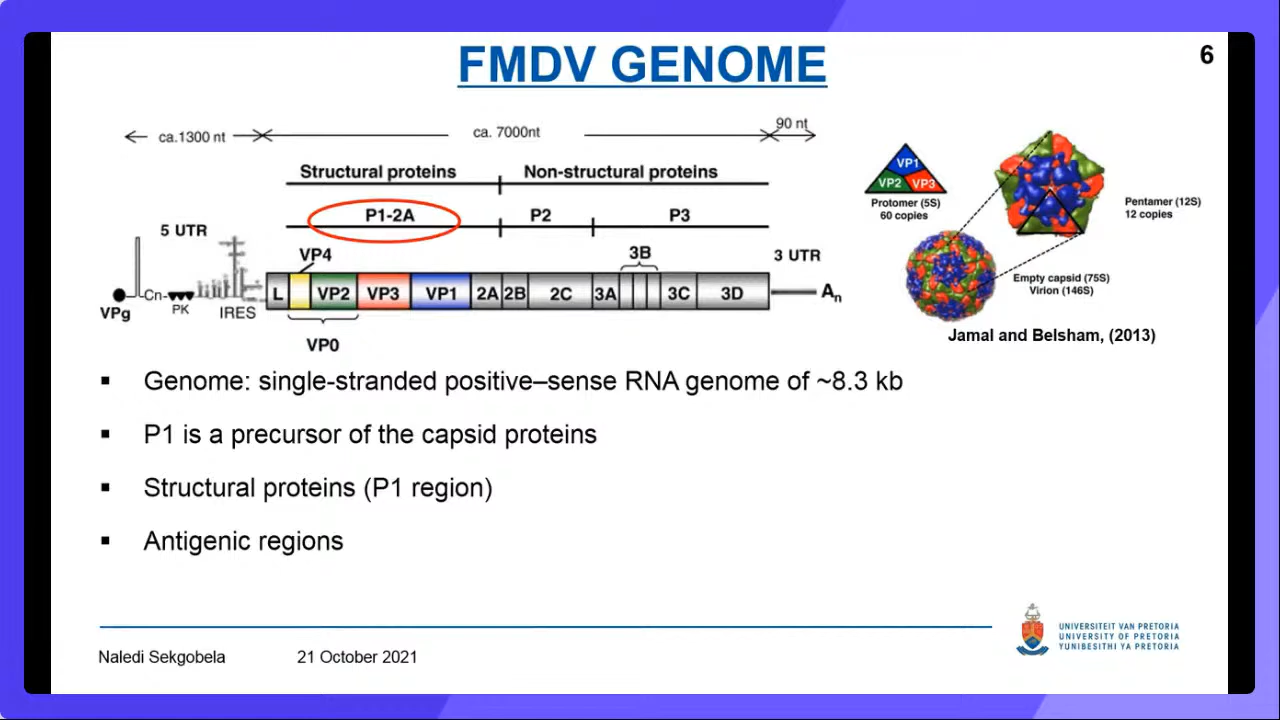 FMDV GENOME
6
ca.1300 nt
ca. 7000nt
90 nt
Structural proteins
Non-structural proteins
P1-2A
P2
P3
5 UTR
VP4
3B
3 UTR
VPg
Cn
PK
IRES
L
VP2
VP3
VP1
2A
2B
2C
3A
3C
3D
An
VP0
VP1
VP2
VP3
Protomer (5S)
60 copies
Pentamer (12S)
12 copies
Empty capsid (75S)
Virion (146S)
Jamal and Belsham, (2013)
▪ Genome: single-stranded positive–sense RNA genome of ~8.3 kb
▪ P1 is a precursor of the capsid proteins
▪ Structural proteins (P1 region)
▪ Antigenic regions
Naledi Sekgobela
21 October 2021
UNIVERSITEIT VAN PRETORIA
UNIVERSITY OF PRETORIA
YUNIBESITHI YA PRETORIA